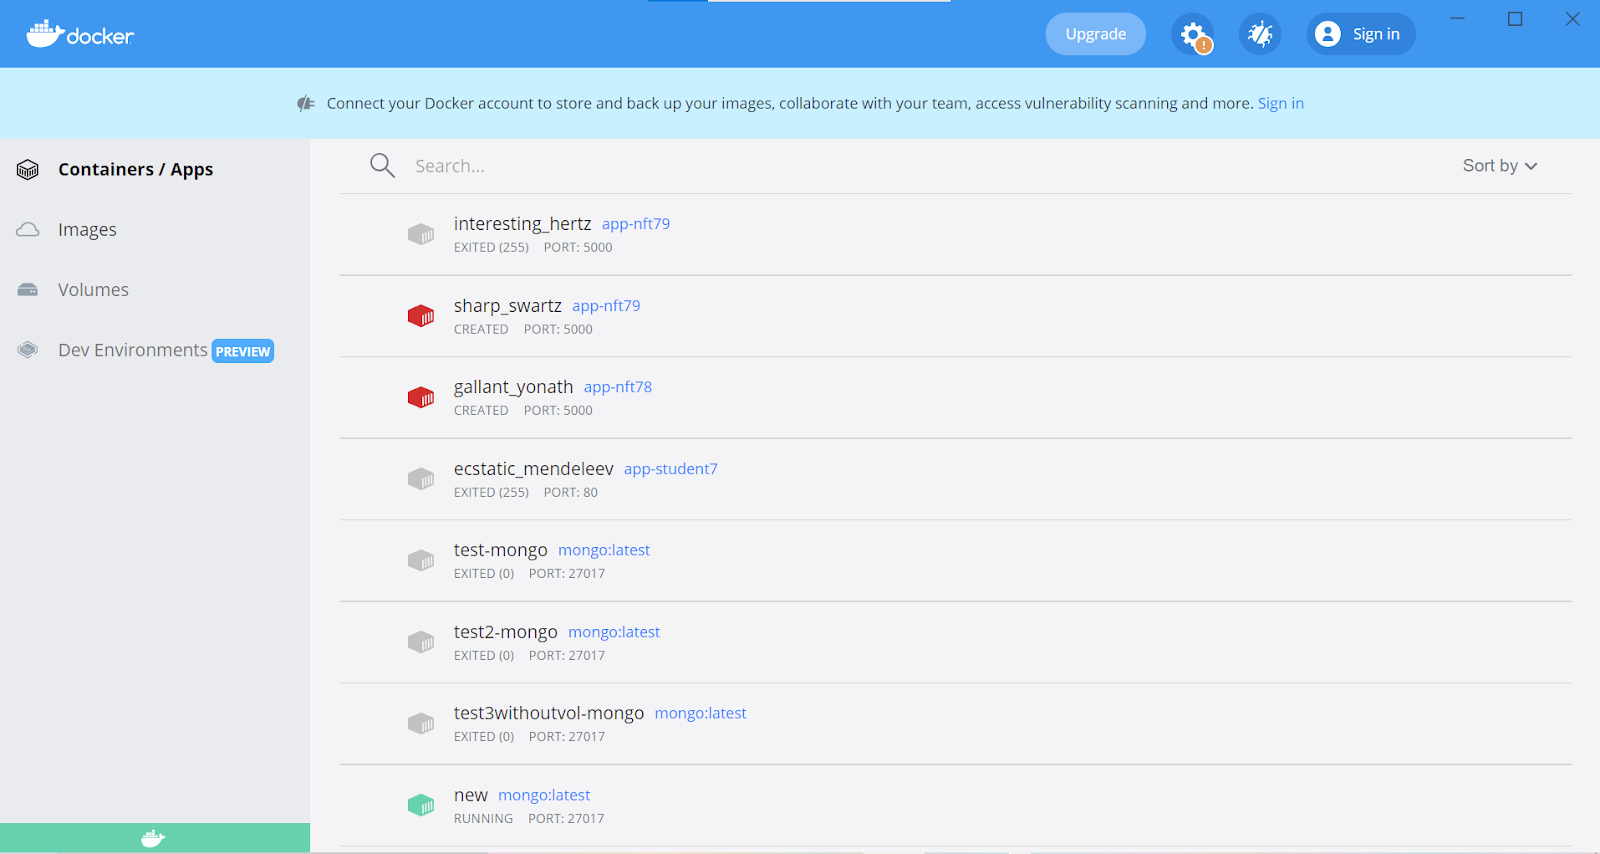 docker
Upgrade
Sign in
Connect your Docker account to store and back up your images, collaborate with your team, access vulnerability scanning and more. Sign in
Containers / Apps
Images
Volumes
Dev Environments PREVIEW
Search...
Sort by
interesting_hertz app-nft79
EXITED (255) PORT: 5000
sharp_swartz app-nft79
CREATED PORT: 5000
gallant_yonath app-nft78
CREATED PORT: 5000
ecstatic_mendeleev app-student7
EXITED (255) PORT: 80
test-mongo mongo:latest
EXITED (0) PORT: 27017
test2-mongo mongo:latest
EXITED (0) PORT: 27017
test3withoutvol-mongo mongo:latest
EXITED (0) PORT: 27017
new mongo:latest
RUNNING PORT: 27017